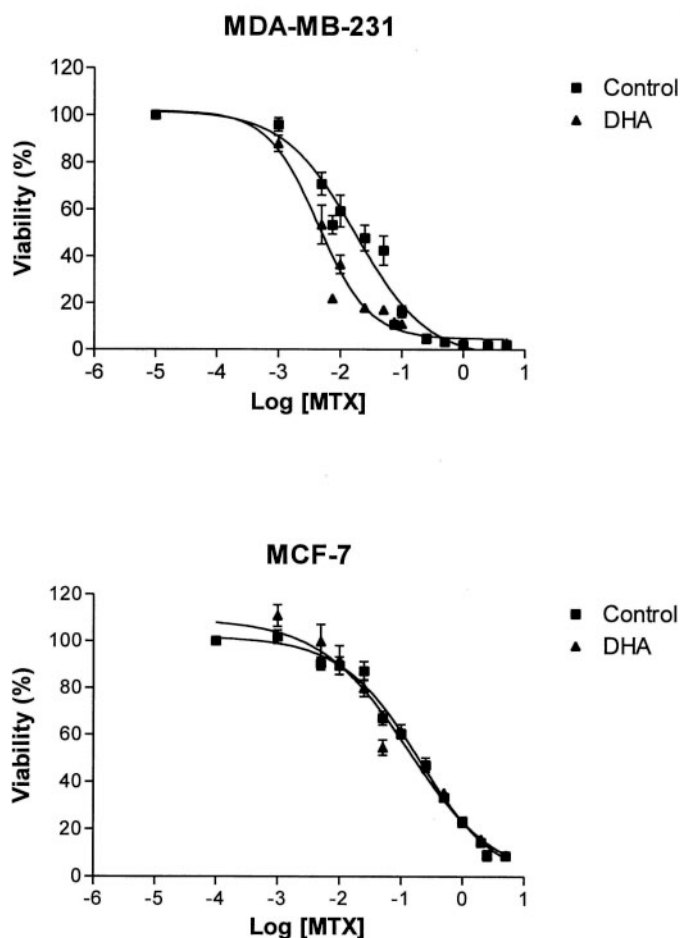 MDA-MB-231
120
100
80
60
40
20
0
Viability (%)
-6 -5 -4 -3 -2 -1 0 1
Log [MTX]
Control
DHA
MCF-7
120
100
80
60
40
20
0
Viability (%)
-6 -5 -4 -3 -2 -1 0 1
Log [MTX]
Control
DHA